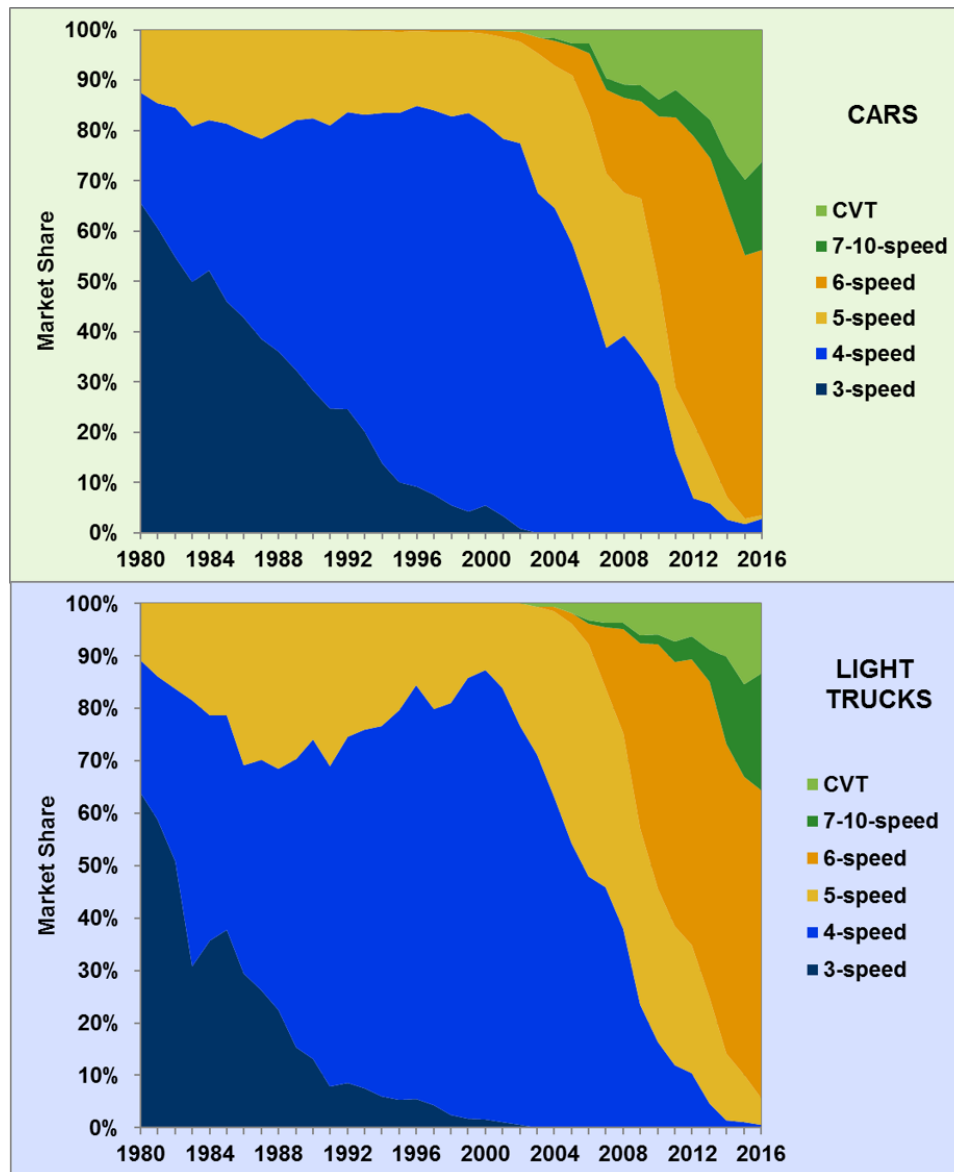 CARS
Market Share
100%
90%
80%
70%
60%
50%
40%
30%
20%
10%
0%
1980 1984 1988 1992 1996 2000 2004 2008 2012 2016
CVT
7-10-speed
6-speed
5-speed
4-speed
3-speed
LIGHT
TRUCKS
Market Share
100%
90%
80%
70%
60%
50%
40%
30%
20%
10%
0%
1980 1984 1988 1992 1996 2000 2004 2008 2012 2016
CVT
7-10-speed
6-speed
5-speed
4-speed
3-speed